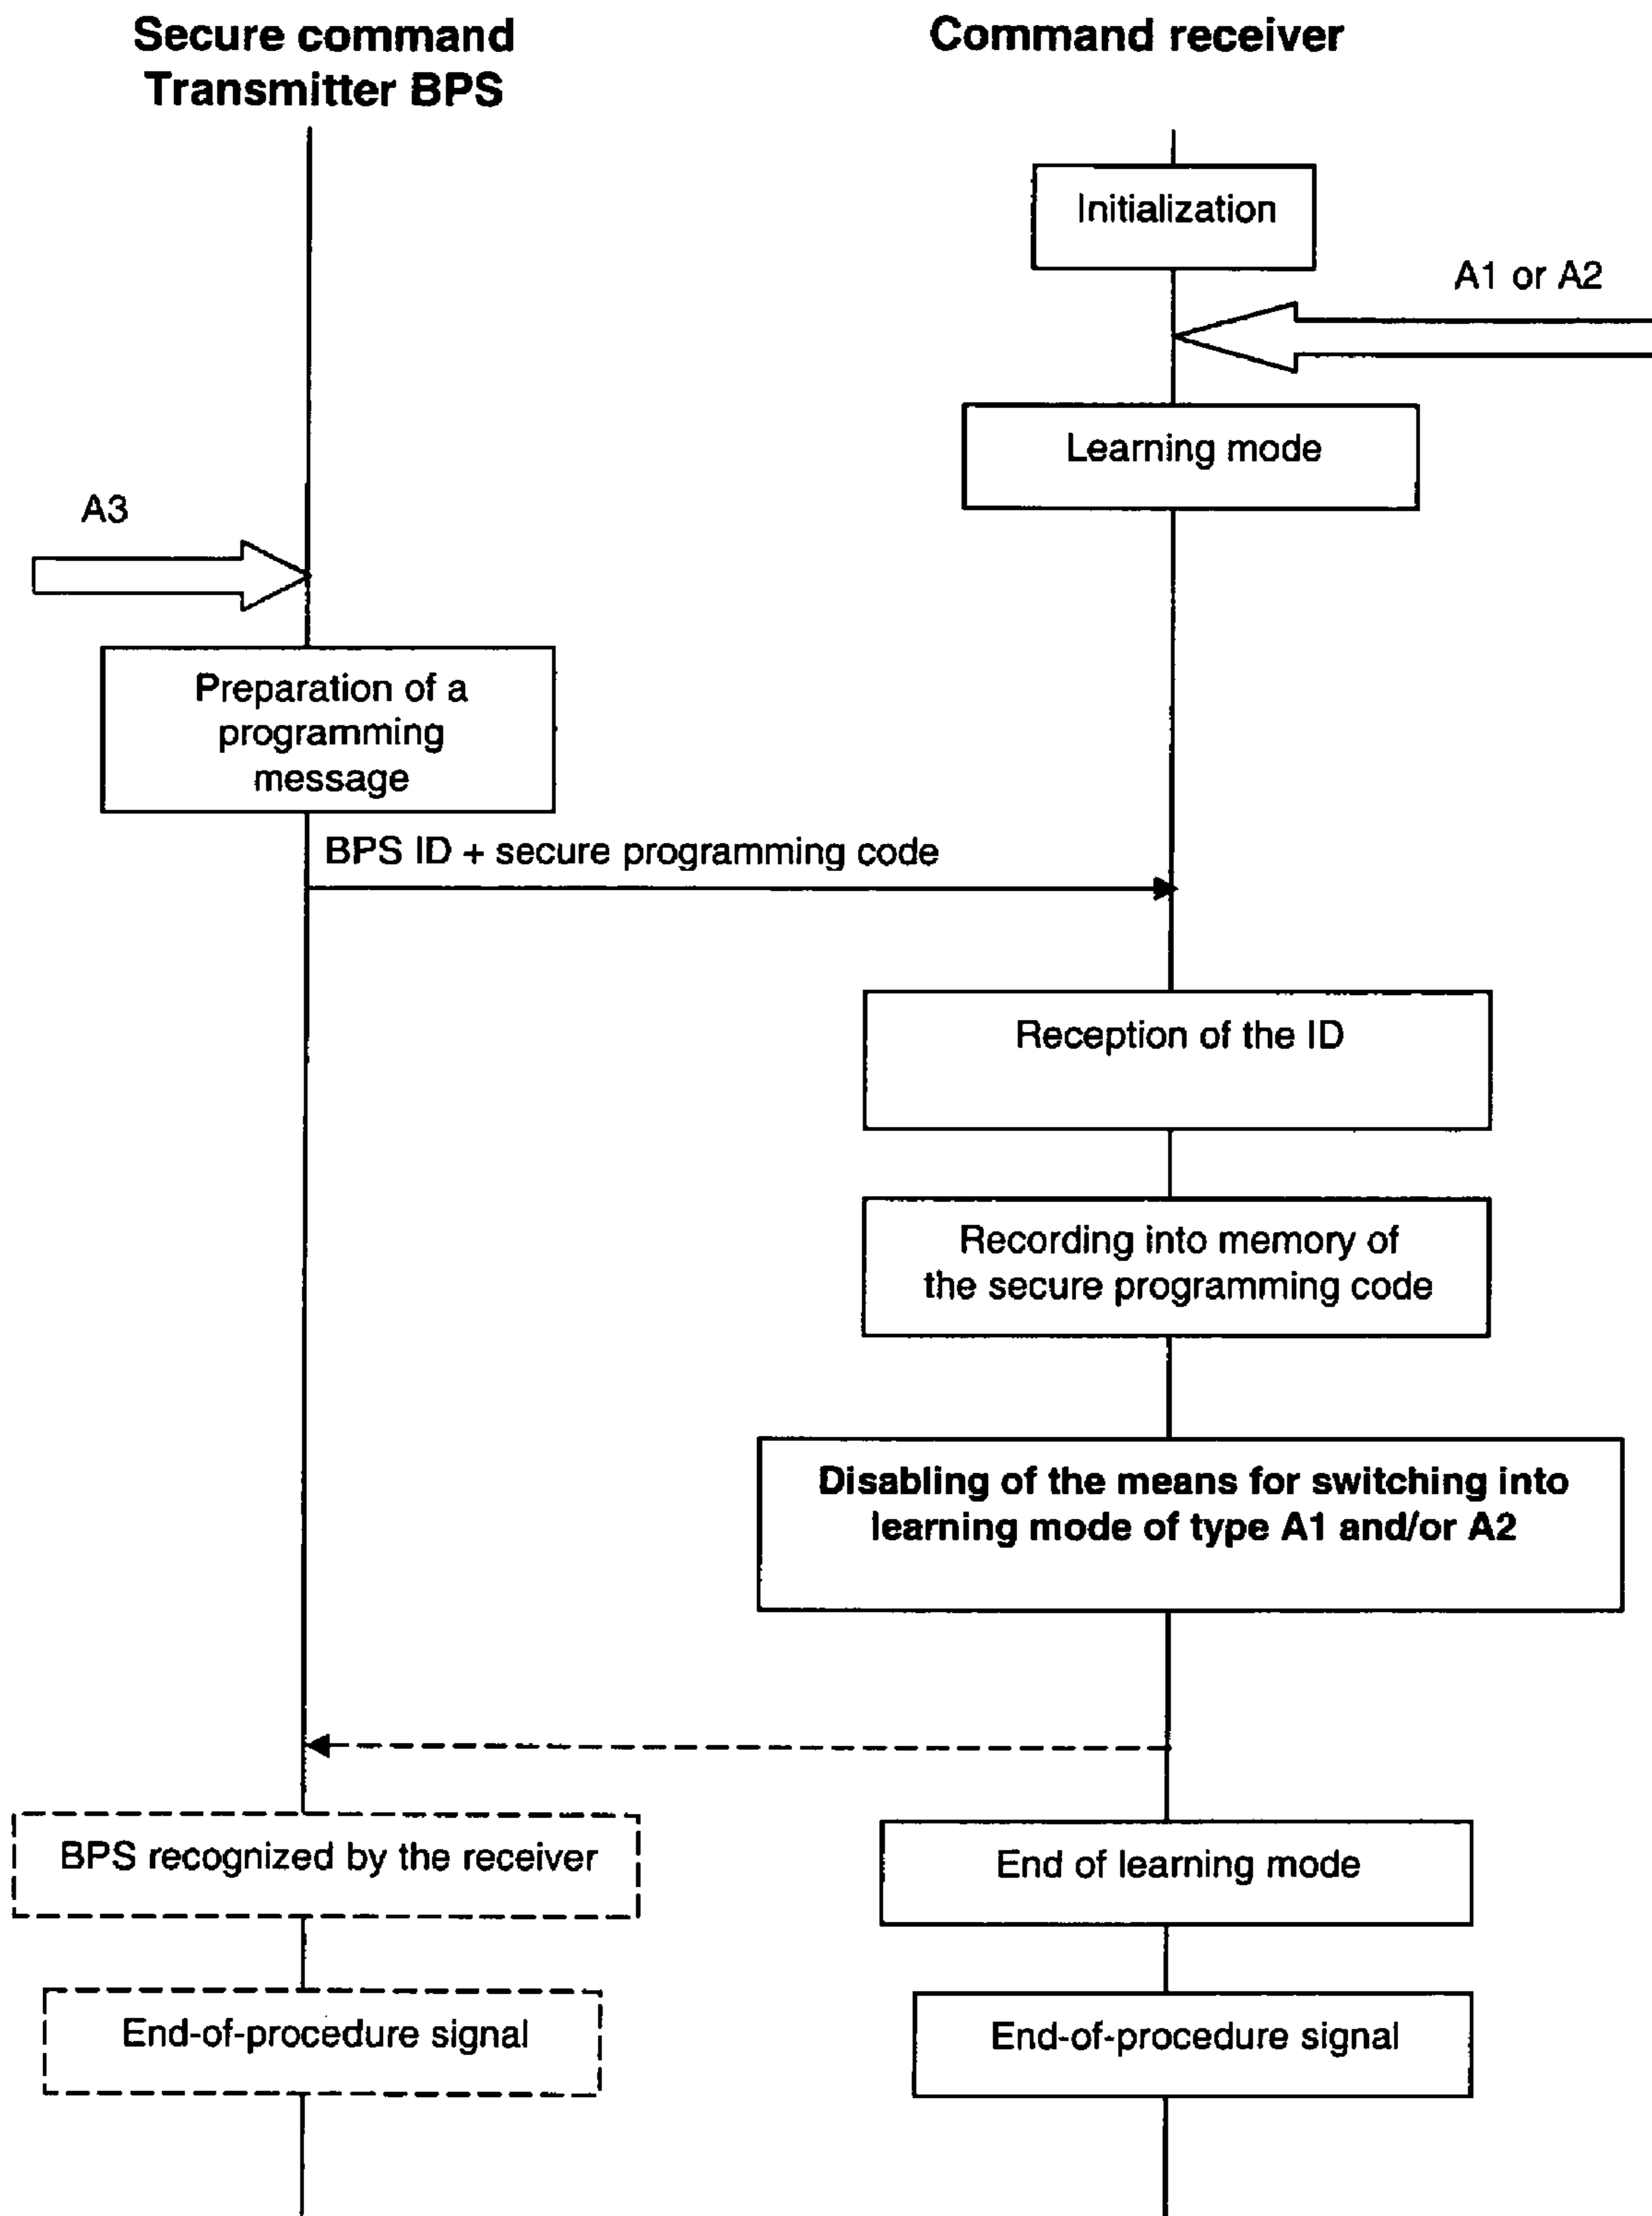 Secure command
Transmitter BPS
Command receiver
Initialization
A1 or A2
Learning mode
A3
Preparation of a
programming
message
BPS ID + secure programming code
Reception of the ID
Recording into memory of
the secure programming code
Disabling of the means for switching into
learning mode of type A1 and/or A2
BPS recognized by the receiver
End of learning mode
End-of-procedure signal
End-of-procedure signal